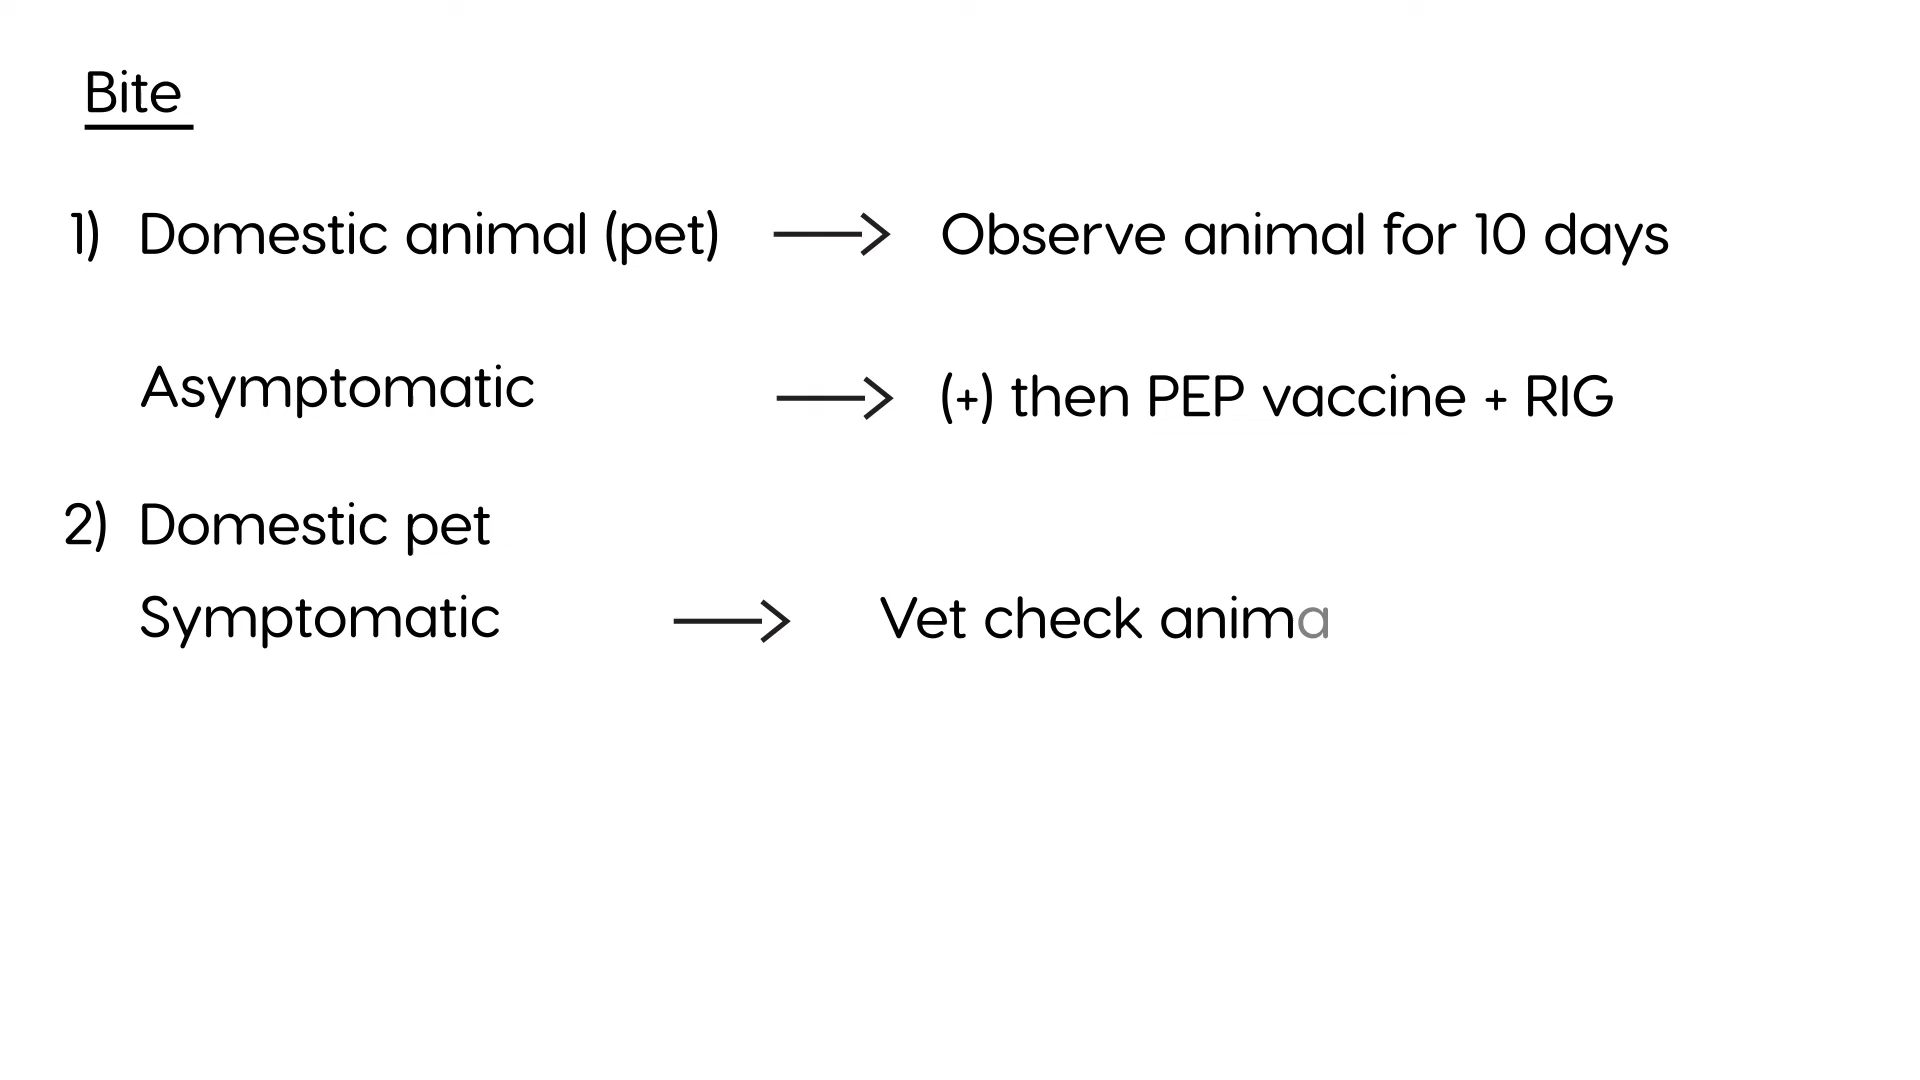 Bite
1) Domestic animal (pet) → Observe animal for 10 days
Asymptomatic → (+) then PEP vaccine + RIG
2) Domestic pet
Symptomatic → Vet check anima